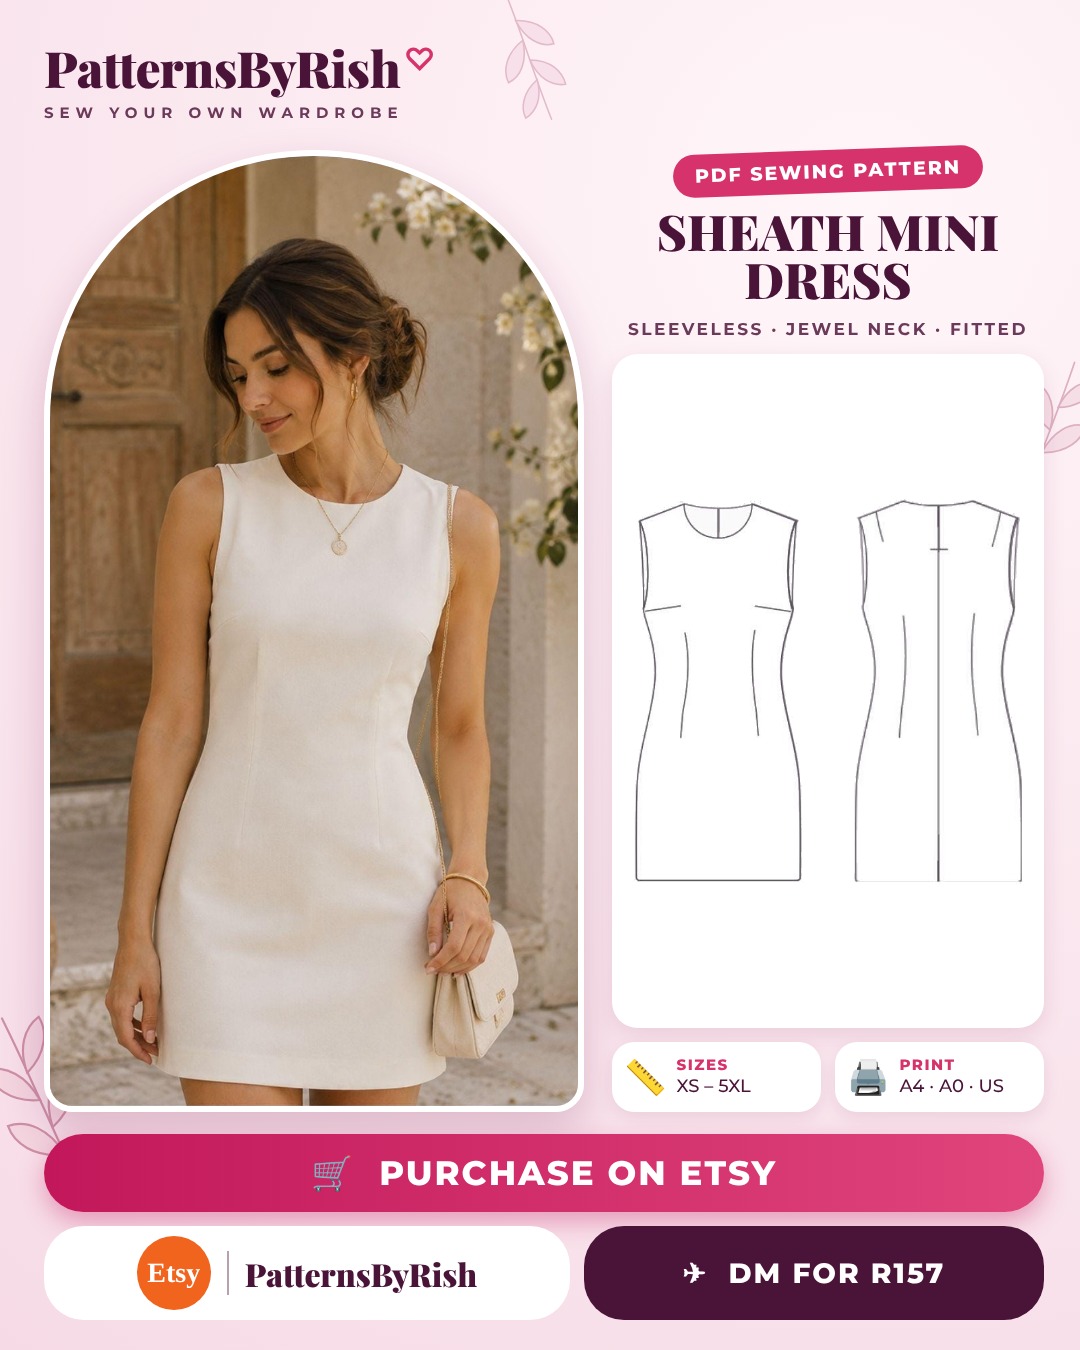 PatternsByRish
SEW YOUR OWN WARDROBE
PDF SEWING PATTERN
SHEATH MINI
DRESS
SLEEVELESS · JEWEL NECK · FITTED
SIZES
XS – 5XL
PRINT
A4 · A0 · US
PURCHASE ON ETSY
Etsy
PatternsByRish
DM FOR R157